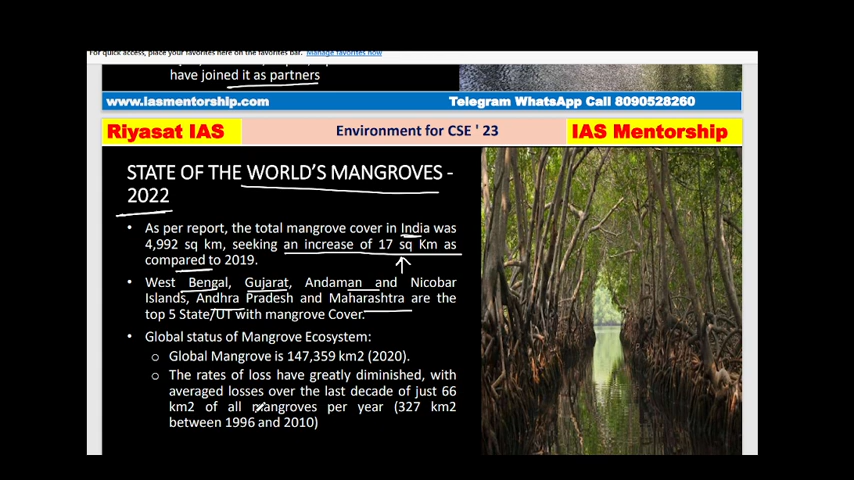 For quick access, place your favorites here on the favorites bar. Manage favorites now
have joined it as partners
www.iasmentorship.com
Telegram WhatsApp Call 8090528260
Riyasat IAS
Environment for CSE ' 23
IAS Mentorship
STATE OF THE WORLD'S MANGROVES -
2022
• As per report, the total mangrove cover in India was
4,992 sq km, seeking an increase of 17 sq Km as
compared to 2019.
• West Bengal, Gujarat, Andaman and Nicobar
Islands, Andhra Pradesh and Maharashtra are the
top 5 State/UT with mangrove Cover.
• Global status of Mangrove Ecosystem:
o Global Mangrove is 147,359 km2 (2020).
o The rates of loss have greatly diminished, with
averaged losses over the last decade of just 66
km2 of all mangroves per year (327 km2
between 1996 and 2010)